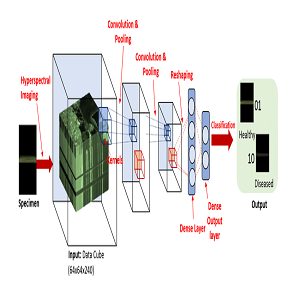 Convolution &
Pooling
Convolution &
Pooling
Reshaping
Hyperspectral
Imaging
Classification
01
Healthy
Kernels
10
Diseased
Specimen
Output
Dense
Output
layer
Dense Layer
Input: Data Cube
(64x64x240)